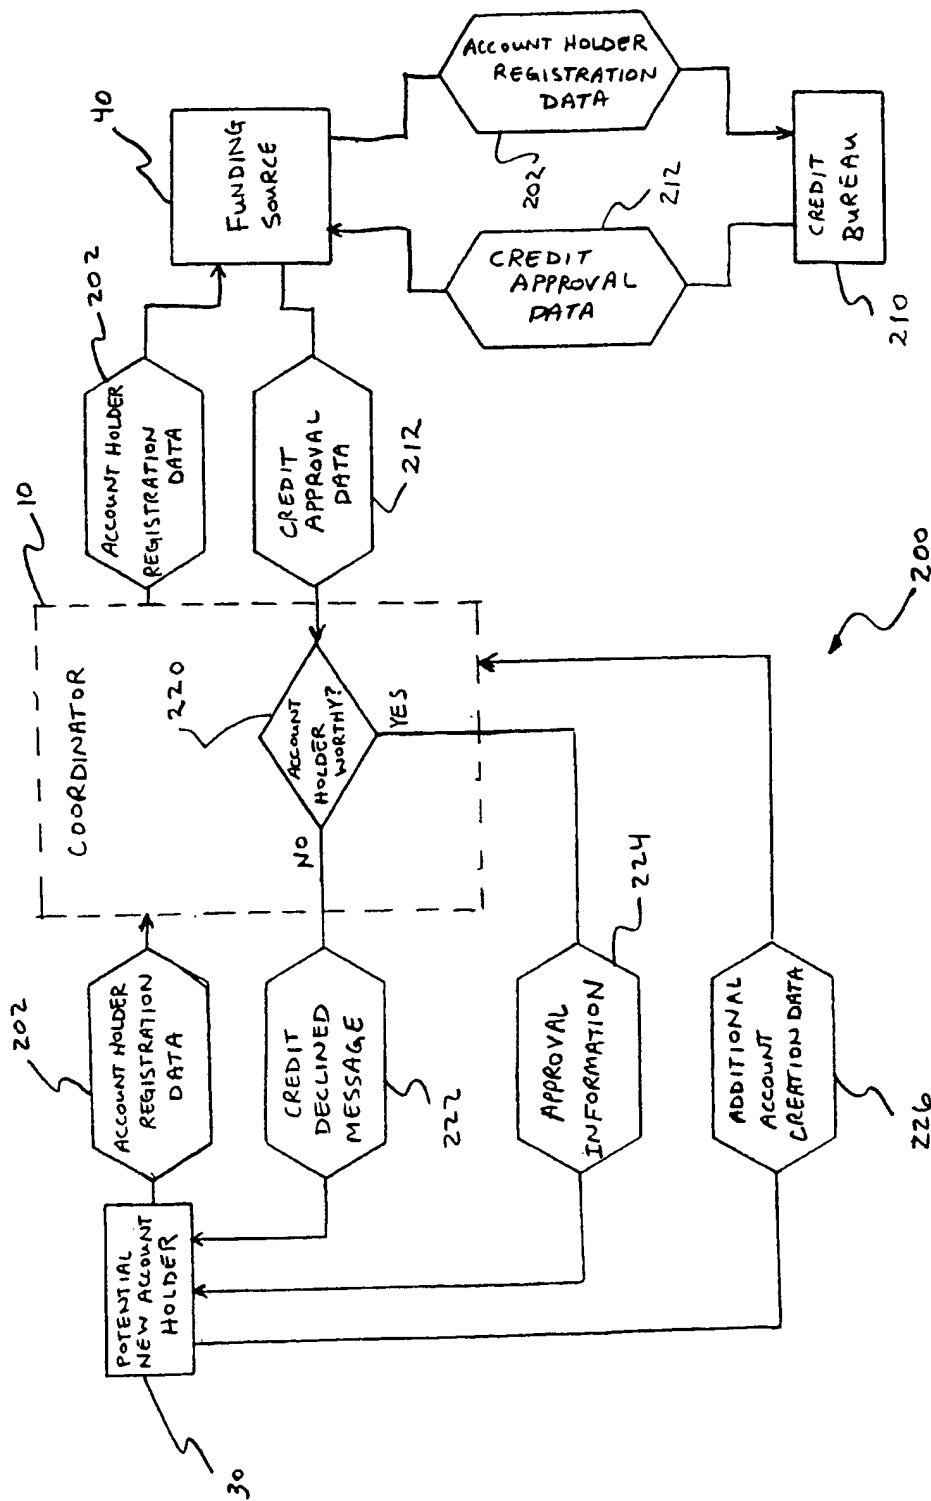 202
ACCOUNT HOLDER
REGISTRATION
DATA
POTENTIAL
NEW ACCOUNT
HOLDER
30
CREDIT
DECLINED
MESSAGE
222
APPROVAL
INFORMATION
224
ADDITIONAL
ACCOUNT
CREATION DATA
226
10
COORDINATOR
220
ACCOUNT
HOLDER
WORTHY?
NO
YES
202
ACCOUNT HOLDER
REGISTRATION
DATA
CREDIT
APPROVAL
DATA
212
40
FUNDING
SOURCE
ACCOUNT HOLDER
REGISTRATION
DATA
202
CREDIT
APPROVAL
DATA
212
CREDIT
BUREAU
210
200